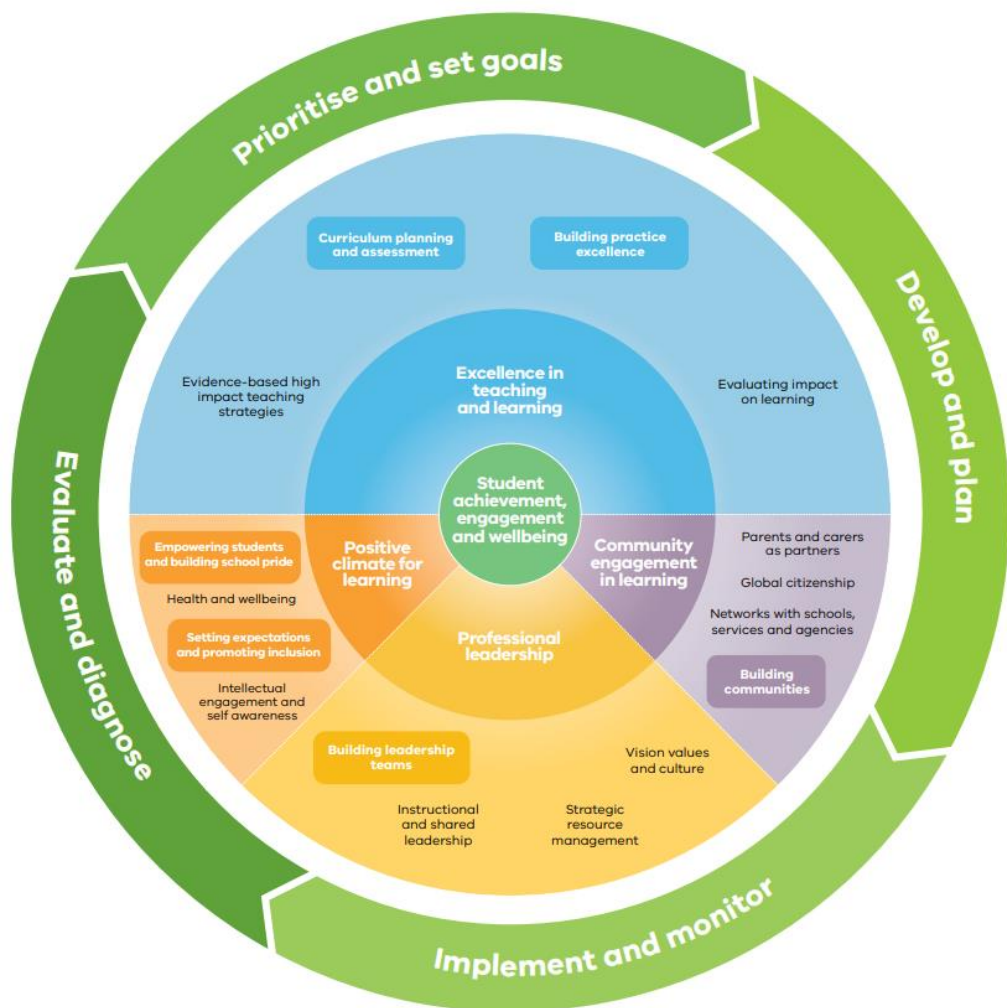 Prioritise and set goals
Develop and plan
Implement and monitor
Evaluate and diagnose
Curriculum planning
and assessment
Building practice
excellence
Evidence-based high
impact teaching
strategies
Excellence in
teaching
and learning
Evaluating impact
on learning
Student
achievement,
engagement
and wellbeing
Empowering students
and building school pride
Health and wellbeing
Setting expectations
and promoting inclusion
Intellectual
engagement and
self awareness
Positive
climate for
learning
Community
engagement
in learning
Parents and carers
as partners
Global citizenship
Networks with schools,
services and agencies
Building
communities
Professional
leadership
Building leadership
teams
Instructional
and shared
leadership
Strategic
resource
management
Vision values
and culture